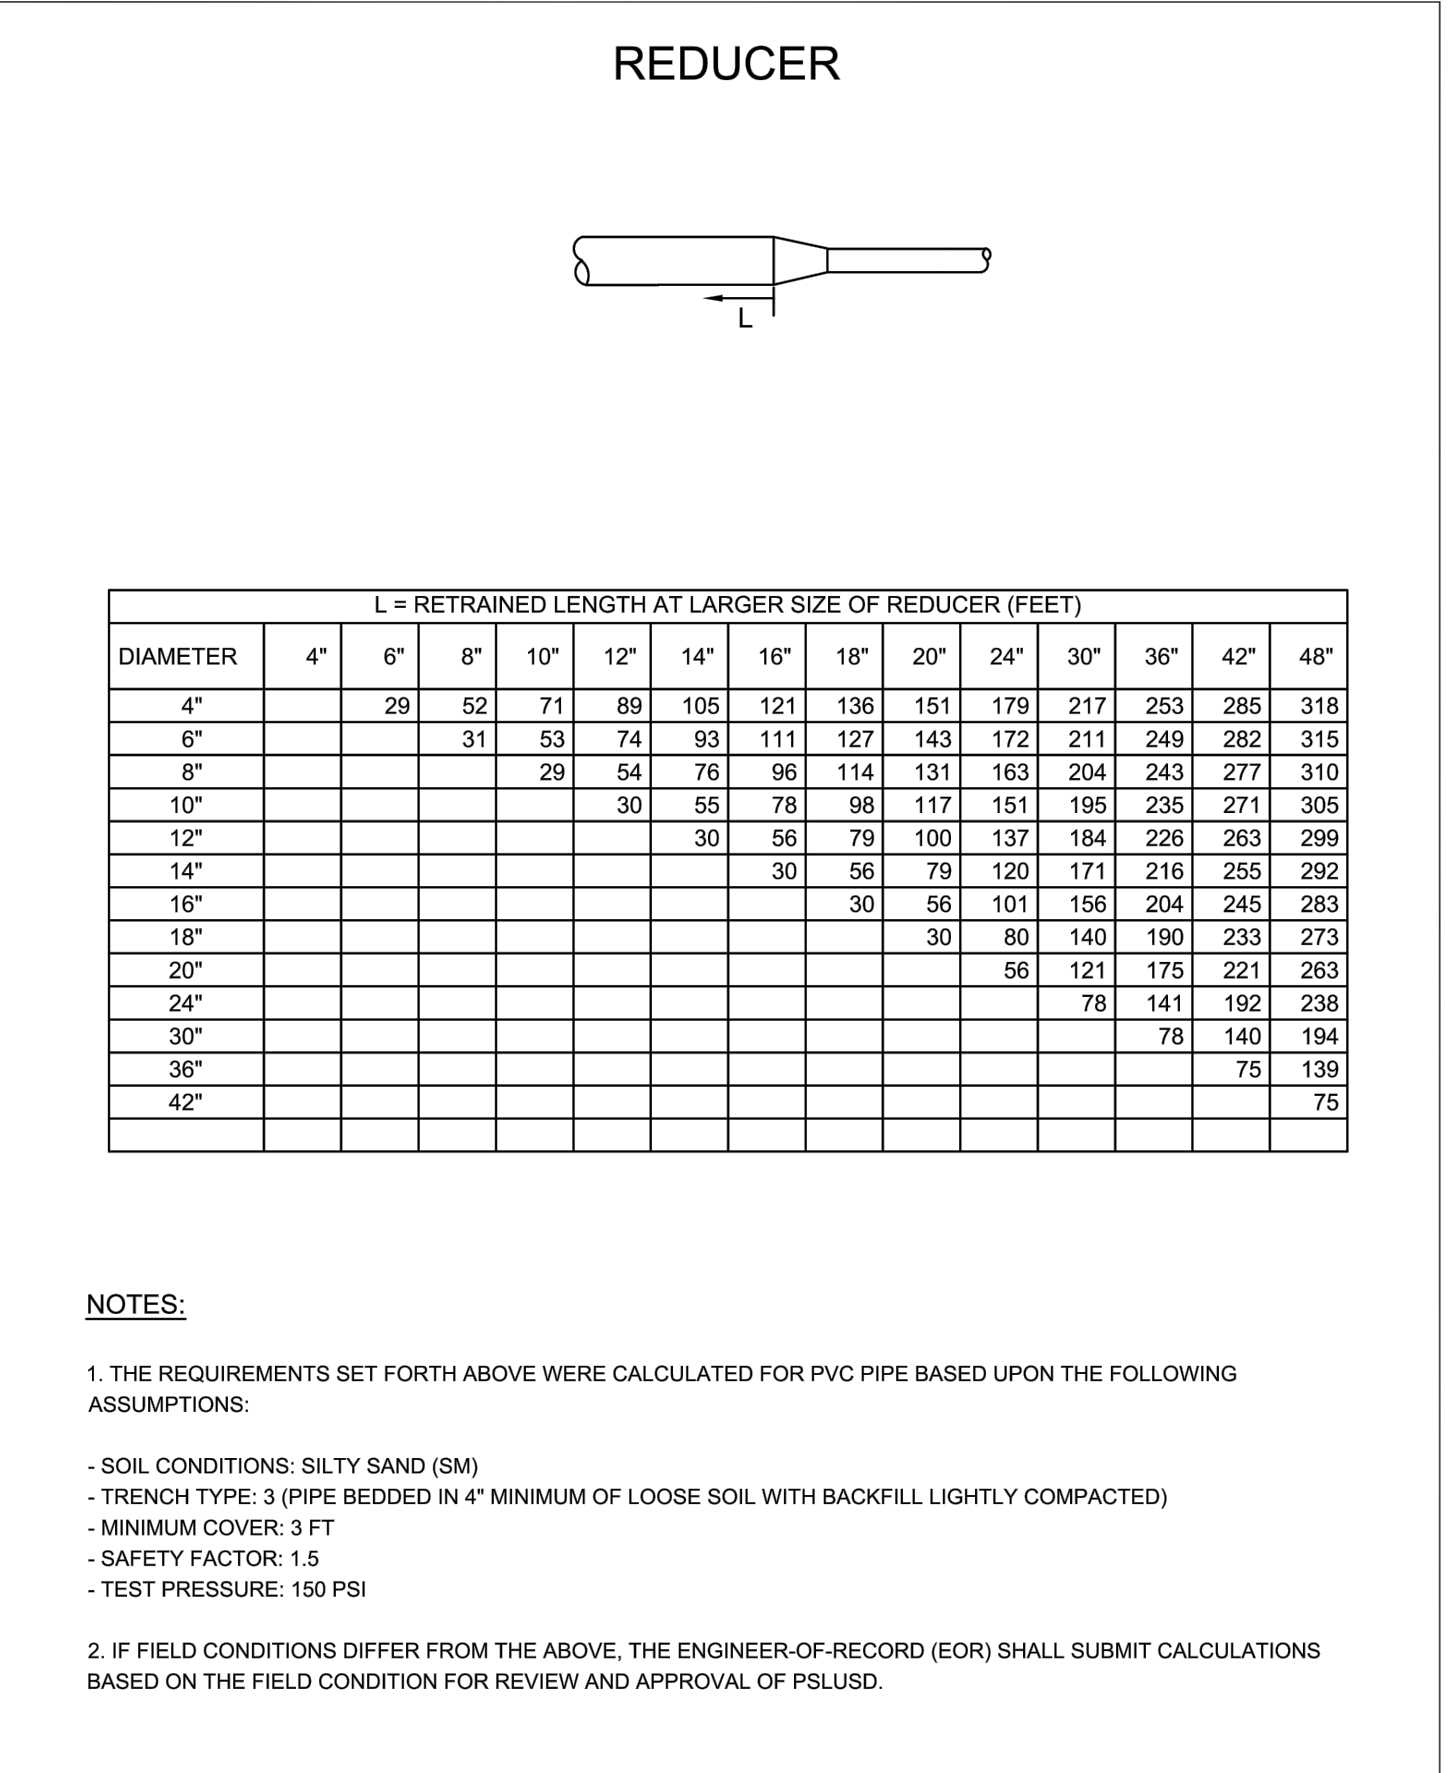 REDUCER
L
L = RETRAINED LENGTH AT LARGER SIZE OF REDUCER (FEET)
DIAMETER 4" 6" 8" 10" 12" 14" 16" 18" 20" 24" 30" 36" 42" 48"
4" 29 52 71 89 105 121 136 151 179 217 253 285 318
6" 31 53 74 93 111 127 143 172 211 249 282 315
8" 29 54 76 96 114 131 163 204 243 277 310
10" 30 55 78 98 117 151 195 235 271 305
12" 30 56 79 100 137 184 226 263 299
14" 30 56 79 120 171 216 255 292
16" 30 56 101 156 204 245 283
18" 30 80 140 190 233 273
20" 56 121 175 221 263
24" 78 141 192 238
30" 78 140 194
36" 75 139
42" 75
NOTES:
1. THE REQUIREMENTS SET FORTH ABOVE WERE CALCULATED FOR PVC PIPE BASED UPON THE FOLLOWING
ASSUMPTIONS:
- SOIL CONDITIONS: SILTY SAND (SM)
- TRENCH TYPE: 3 (PIPE BEDDED IN 4" MINIMUM OF LOOSE SOIL WITH BACKFILL LIGHTLY COMPACTED)
- MINIMUM COVER: 3 FT
- SAFETY FACTOR: 1.5
- TEST PRESSURE: 150 PSI
2. IF FIELD CONDITIONS DIFFER FROM THE ABOVE, THE ENGINEER-OF-RECORD (EOR) SHALL SUBMIT CALCULATIONS
BASED ON THE FIELD CONDITION FOR REVIEW AND APPROVAL OF PSLUSD.